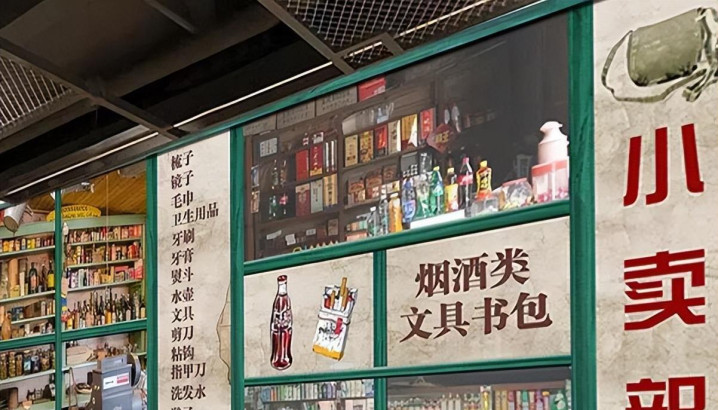 梳子
镜子
毛巾
卫生用品
牙刷
牙膏
熨斗
水壶
文具
剪刀
粘钩
指甲刀
洗发水
烟酒类
文具书包
小
卖
部